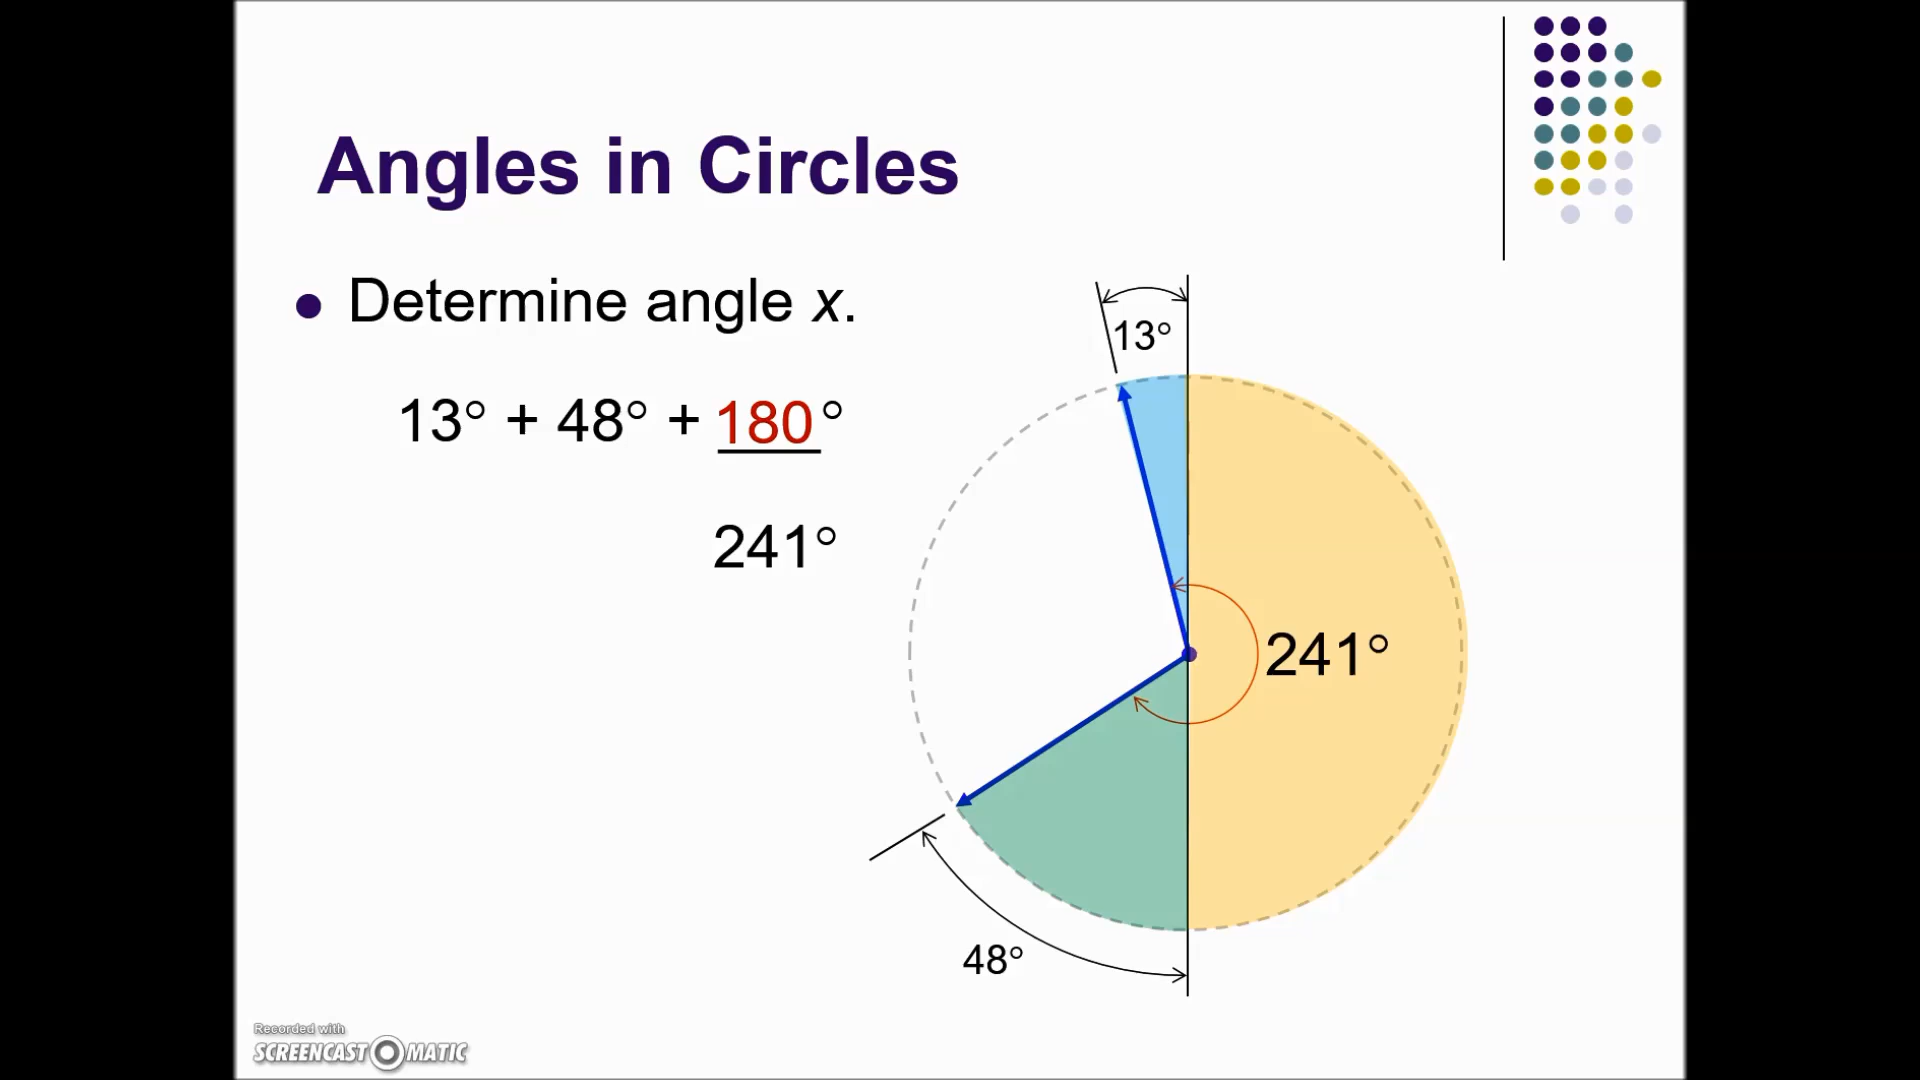 Angles in Circles
● Determine angle x.
13° + 48° + 180°
241°
13°
241°
48°
Recorded with
SCREENCAST-O-MATIC